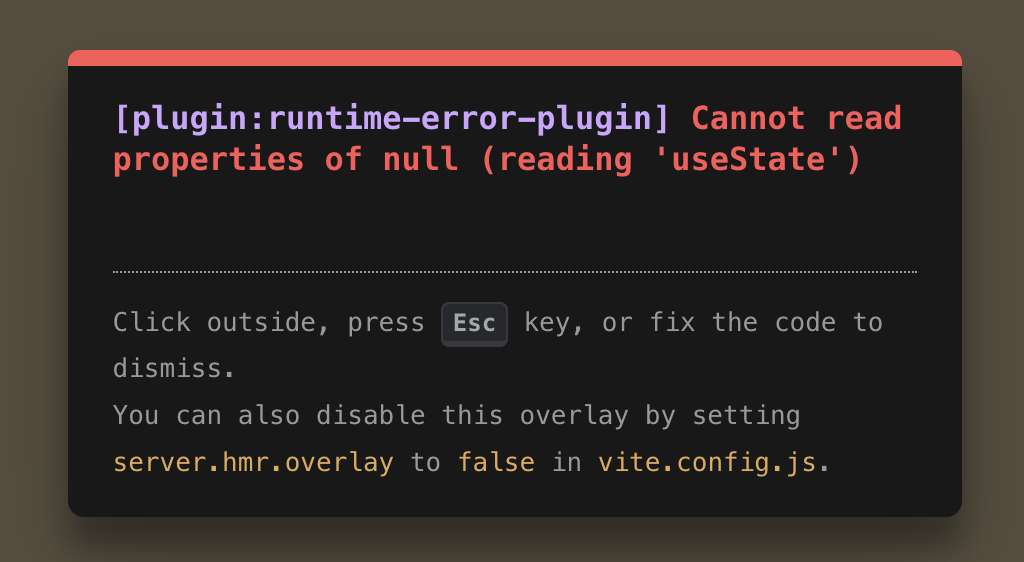 [plugin:runtime-error-plugin] Cannot read
properties of null (reading 'useState')
Click outside, press Esc key, or fix the code to
dismiss.
You can also disable this overlay by setting
server.hmr.overlay to false in vite.config.js.